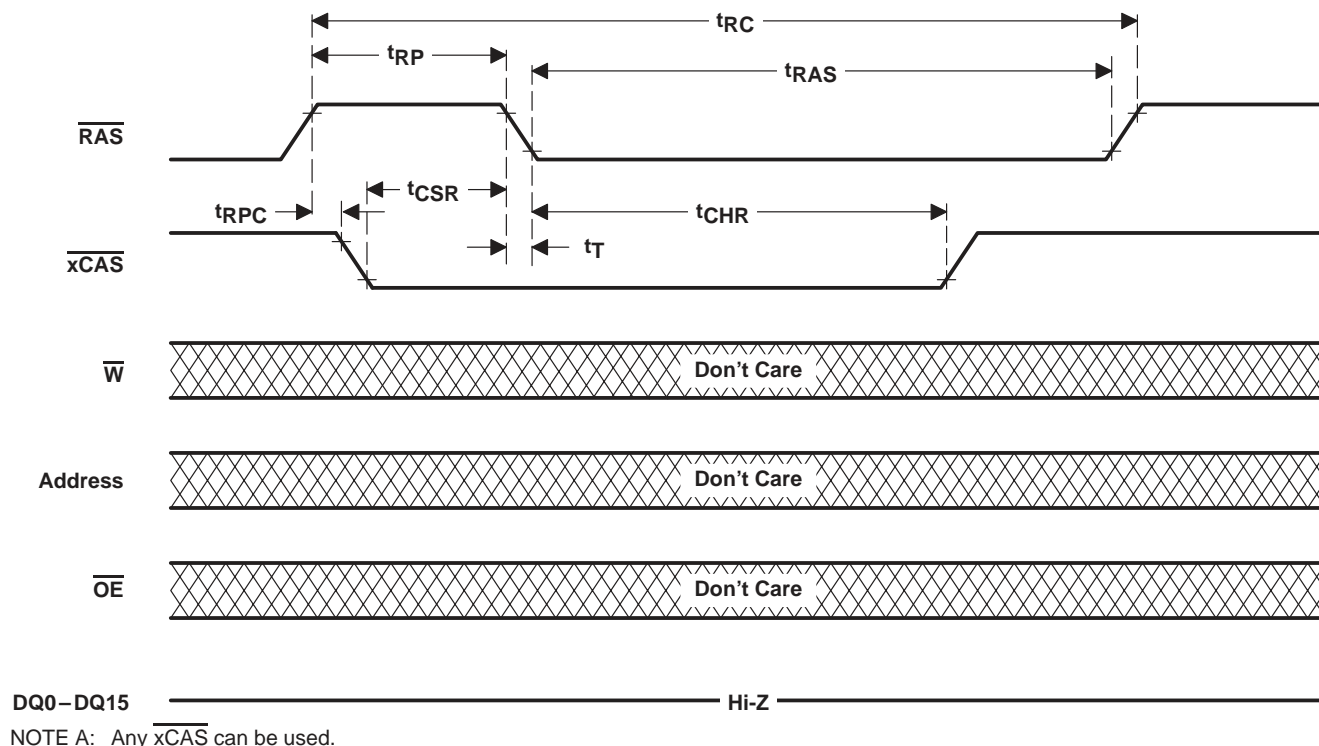 tRC
tRP
tRAS
RAS
tCSR
tRPC
tCHR
xCAS
tT
W
Don't Care
Address
Don't Care
OE
Don't Care
DQ0–DQ15
Hi-Z
NOTE A: Any xCAS can be used.